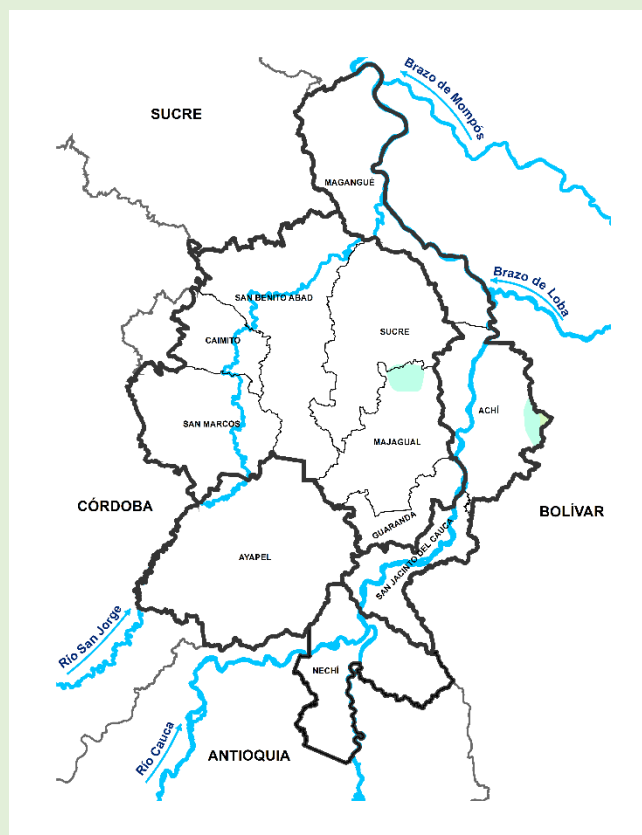 Brazo de Mompós
SUCRE
MAGANGUÉ
Brazo de Loba
SAN BENITO ABAD
SUCRE
CAIMITO
ACHÍ
SAN MARCOS
MAJAGUAL
CÓRDOBA
BOLÍVAR
GUARANDA
AYAPEL
SAN JACINTO DEL CAUCA
Río San Jorge
NECHÍ
Río Cauca
ANTIOQUIA